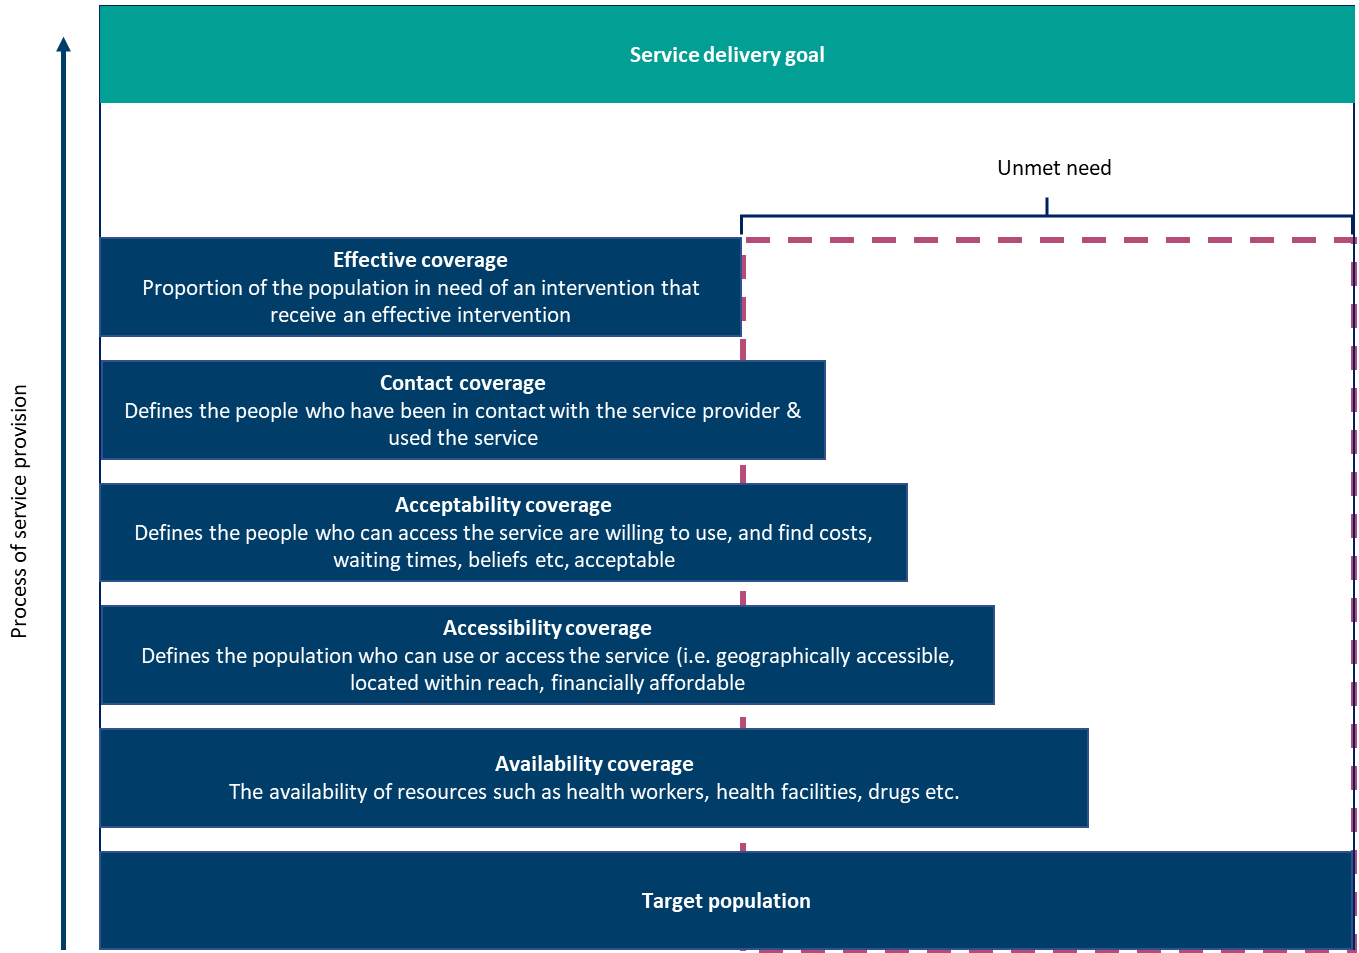 Service delivery goal
Unmet need
Effective coverage
Proportion of the population in need of an intervention that
receive an effective intervention
Contact coverage
Defines the people who have been in contact with the service provider &
used the service
Acceptability coverage
Defines the people who can access the service are willing to use, and find costs,
waiting times, beliefs etc, acceptable
Accessibility coverage
Defines the population who can use or access the service (i.e. geographically accessible,
located within reach, financially affordable
Availability coverage
The availability of resources such as health workers, health facilities, drugs etc.
Target population
Process of service provision